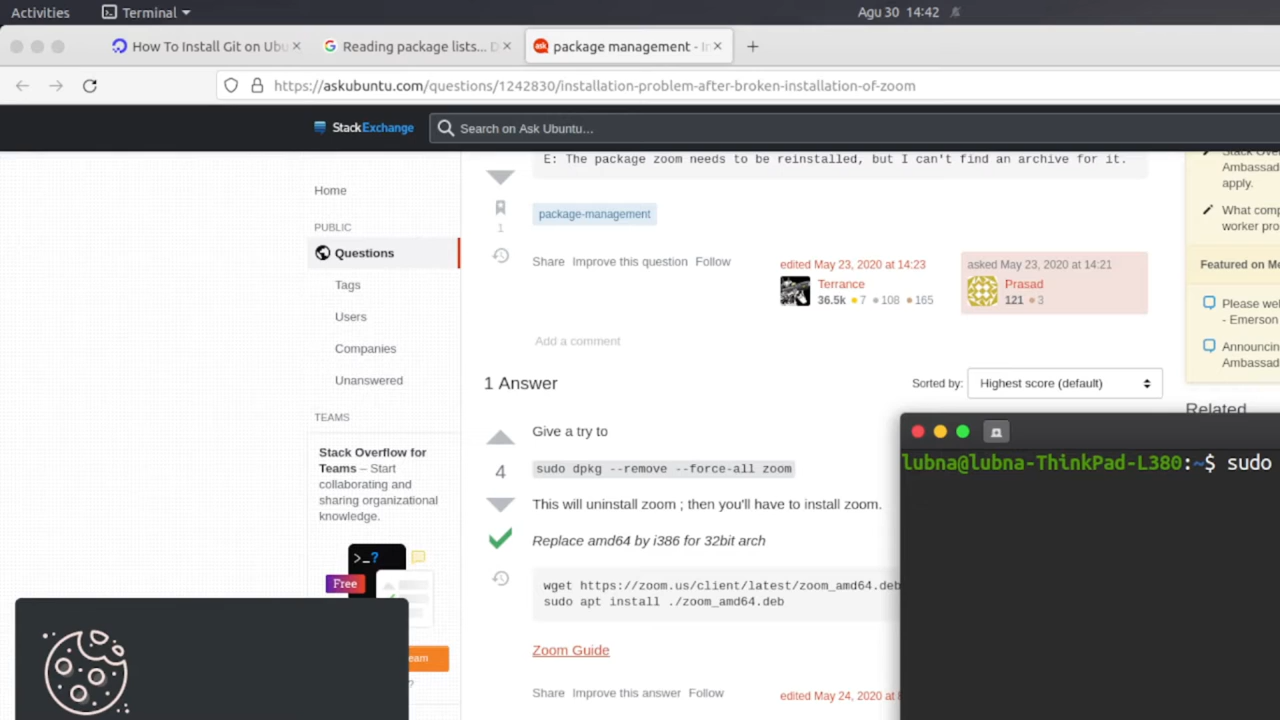 Activities Terminal Agu 30 14:42
How To Install Git on Ubu Reading package lists... D package management - In
https://askubuntu.com/questions/1242830/installation-problem-after-broken-installation-of-zoom
StackExchange Search on Ask Ubuntu...
E: The package zoom needs to be reinstalled, but I can't find an archive for it.
package-management
1
Share Improve this question Follow
edited May 23, 2020 at 14:23
Terrance
36.5k 7 108 165
asked May 23, 2020 at 14:21
Prasad
121 3
Add a comment
Home
PUBLIC
Questions
Tags
Users
Companies
Unanswered
TEAMS
Stack Overflow for
Teams – Start
collaborating and
sharing organizational
knowledge.
>_?
Free
eam
?
1 Answer
Sorted by: Highest score (default)
Give a try to
4
sudo dpkg --remove --force-all zoom
This will uninstall zoom ; then you'll have to install zoom.
Replace amd64 by i386 for 32bit arch
wget https://zoom.us/client/latest/zoom_amd64.deb
sudo apt install ./zoom_amd64.deb
Zoom Guide
Share Improve this answer Follow
edited May 24, 2020 at
Stack Ove
Ambassad
apply.
What comp
worker pro
Featured on Me
Please wel
- Emerson
Announcin
Ambassad
Related
lubna@lubna-ThinkPad-L380:~$ sudo